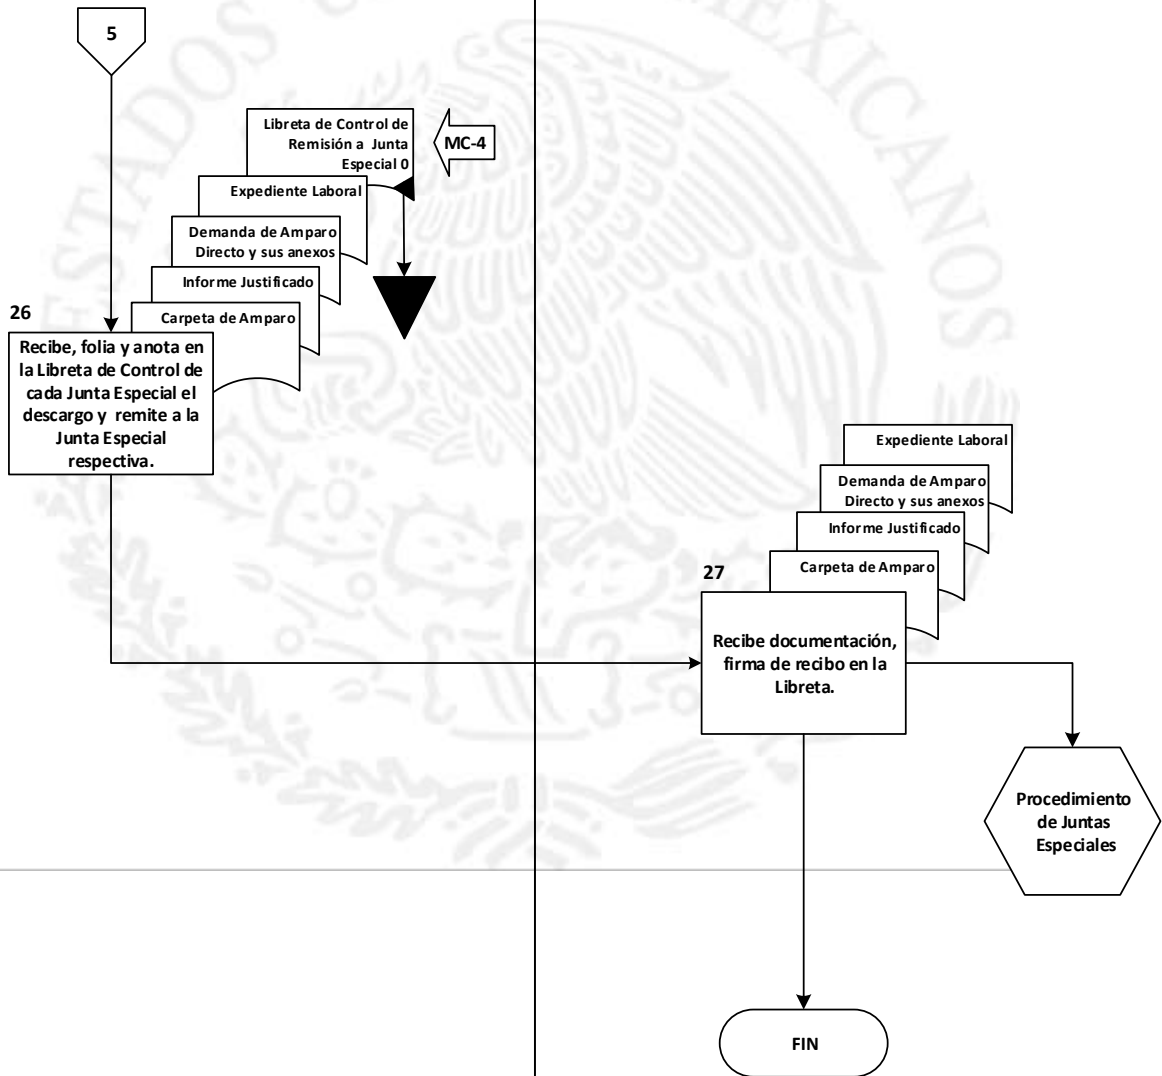 ESTADOS
MEXICANOS
5
Libreta de Control de
Remisión a Junta
Especial 0
MC-4
Expediente Laboral
Demanda de Amparo
Directo y sus anexos
Informe Justificado
Carpeta de Amparo
26
Recibe, folia y anota en
la Libreta de Control de
cada Junta Especial el
descargo y remite a la
Junta Especial
respectiva.
Expediente Laboral
Demanda de Amparo
Directo y sus anexos
Informe Justificado
Carpeta de Amparo
27
Recibe documentación,
firma de recibo en la
Libreta.
Procedimiento
de Juntas
Especiales
FIN